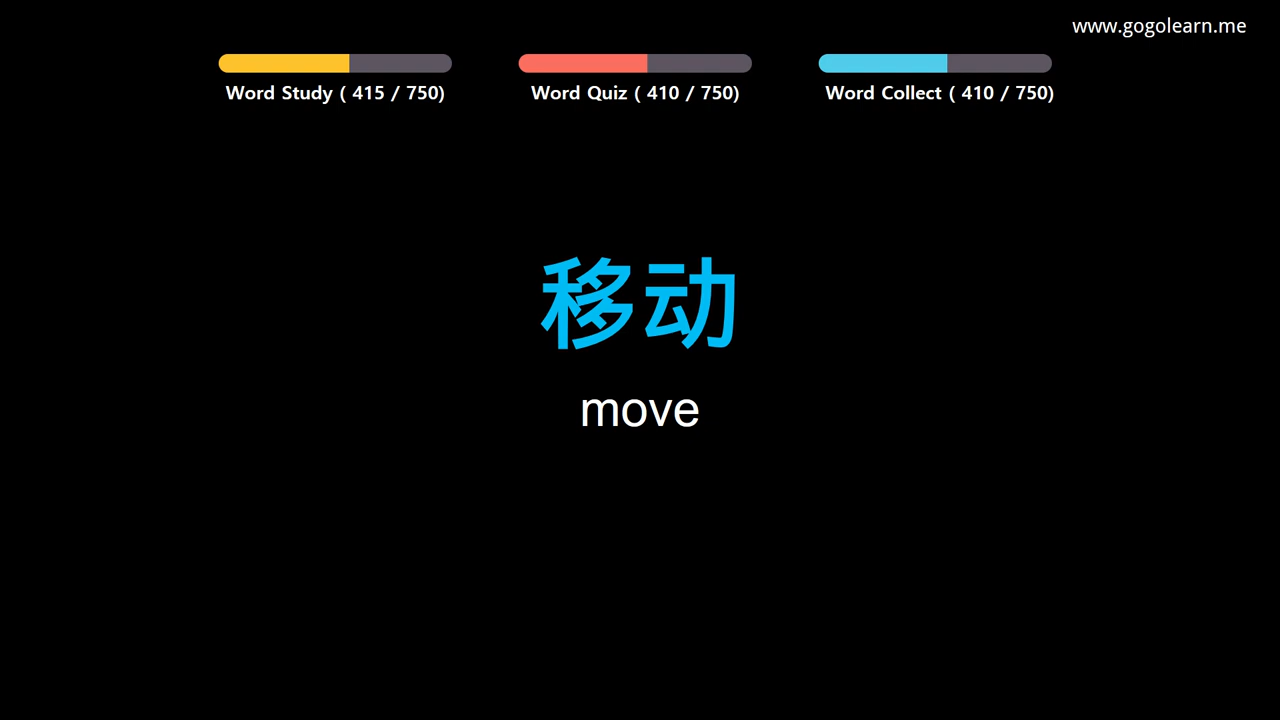 www.gogolearn.me
Word Study ( 415 / 750)
Word Quiz ( 410 / 750)
Word Collect ( 410 / 750)
移动
move